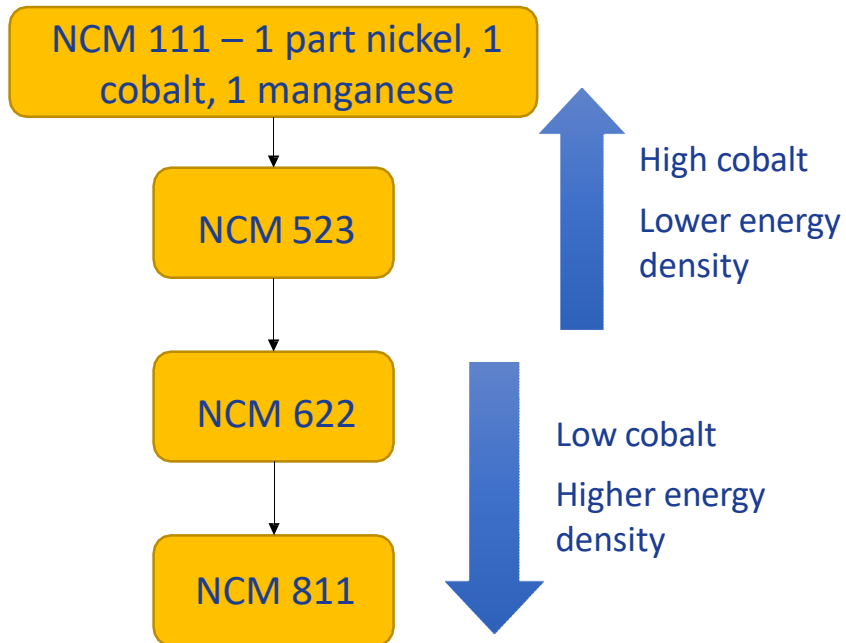 NCM 111 – 1 part nickel, 1
cobalt, 1 manganese
High cobalt
Lower energy
density
NCM 523
NCM 622
Low cobalt
Higher energy
density
NCM 811